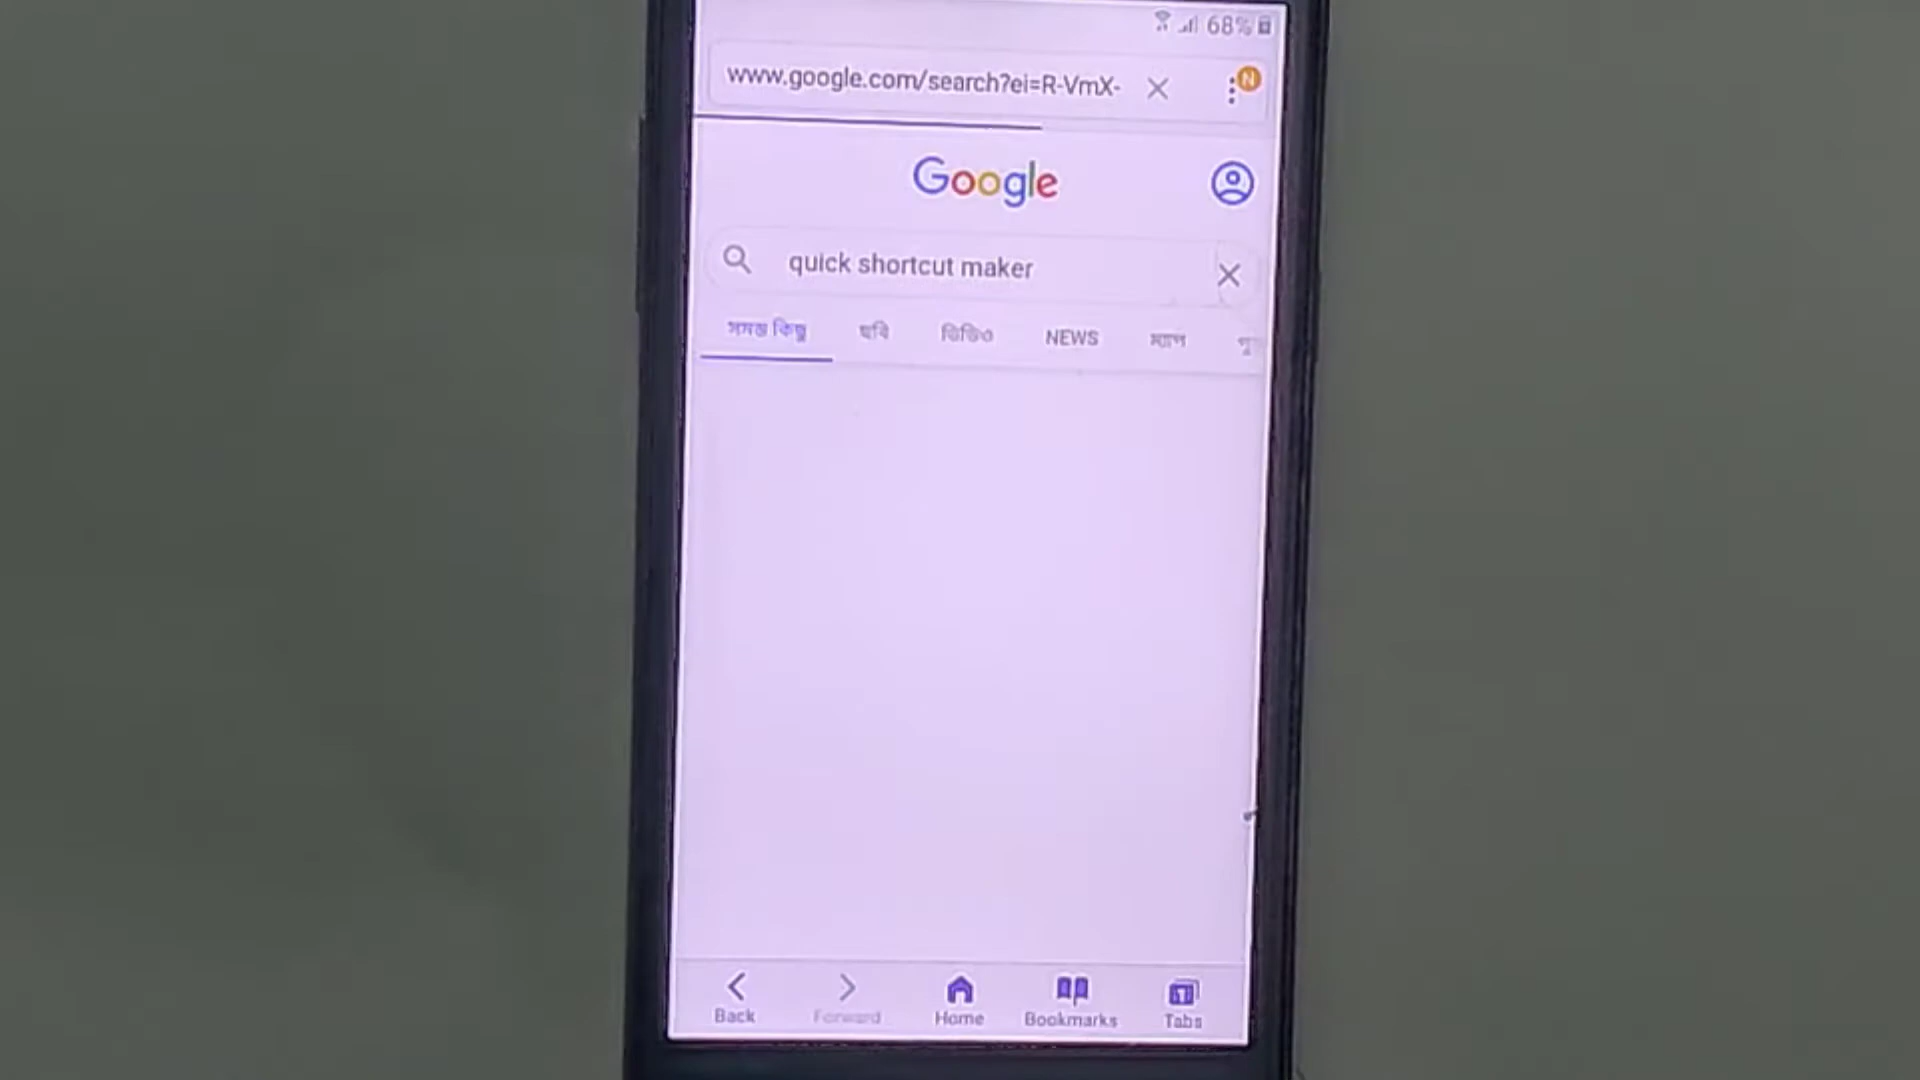 68%
www.google.com/search?ei=R-VmX-
N
Google
quick shortcut maker
সমস্ত কিছু ছবি ভিডিও NEWS ম্যাপ
1
Back Forward Home Bookmarks Tabs